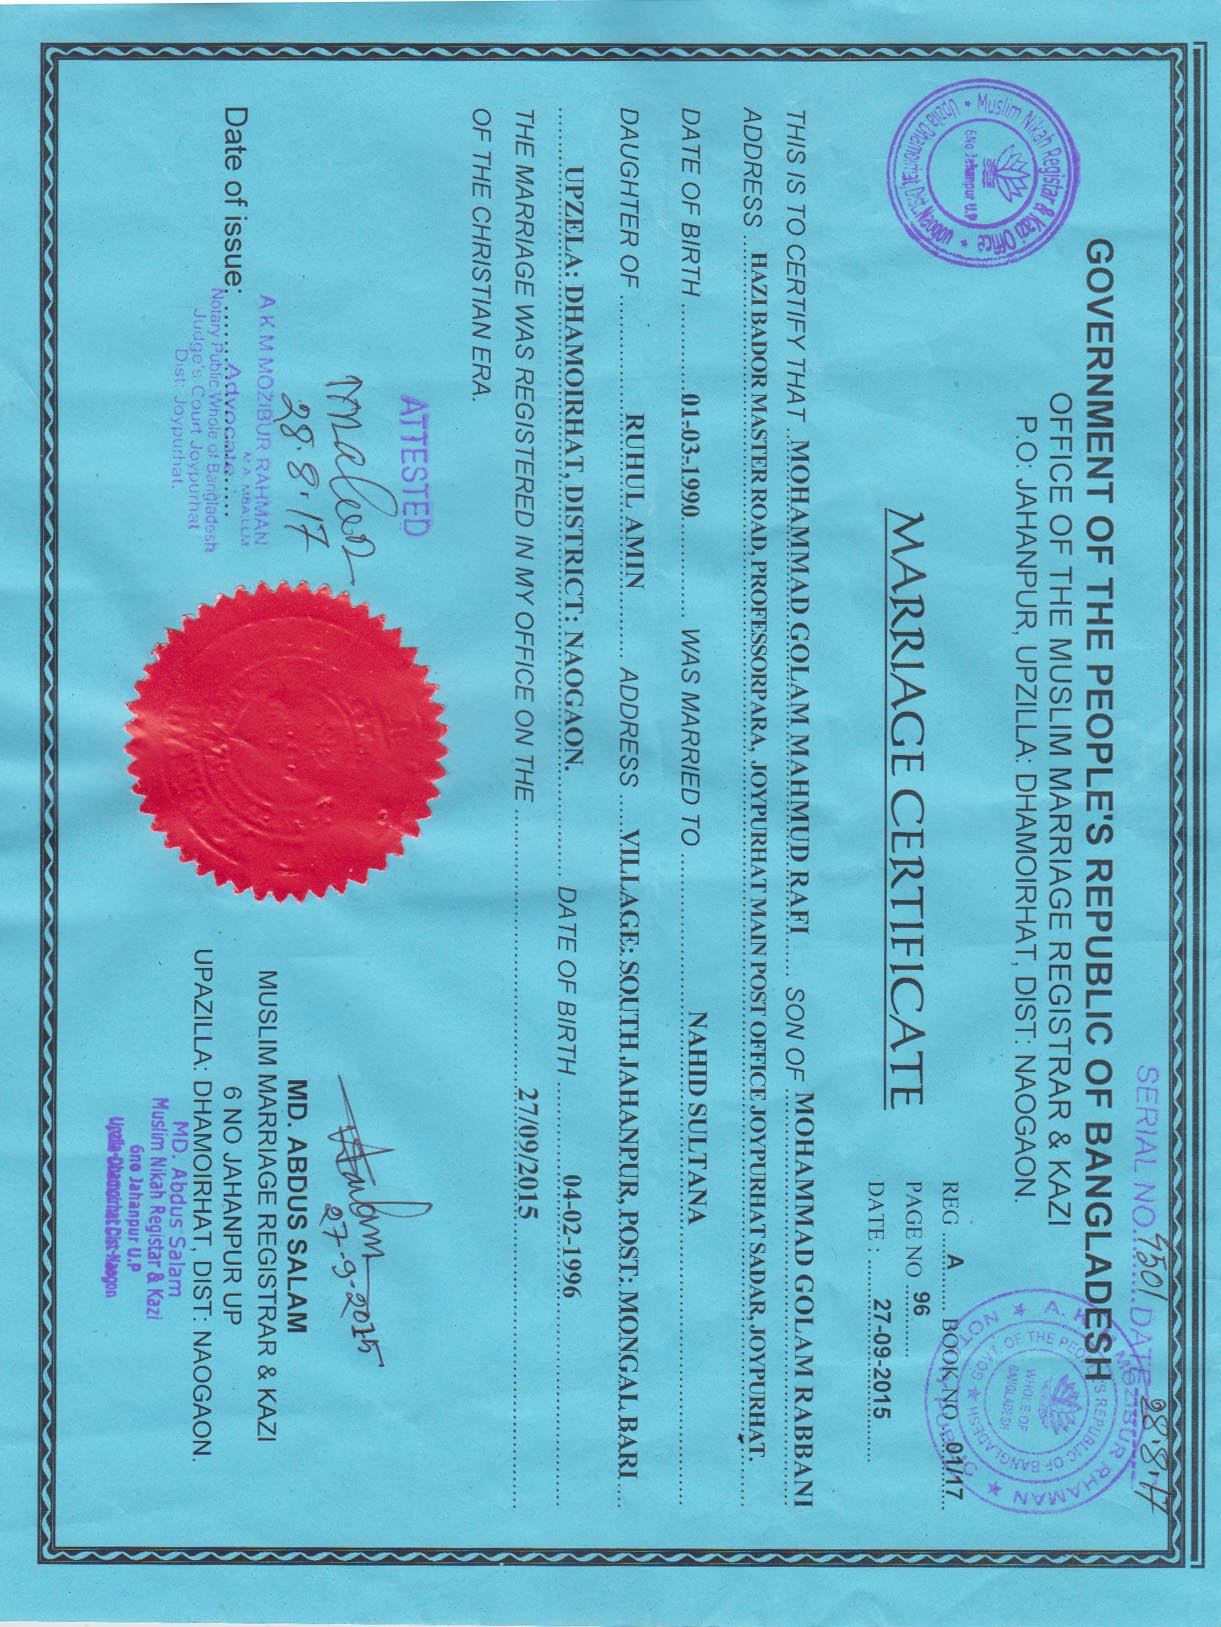 SERIAL NO. 4501 DATE 28.8.17
GOVERNMENT OF THE PEOPLE'S REPUBLIC OF BANGLADESH
OFFICE OF THE MUSLIM MARRIAGE REGISTRAR & KAZI
P.O: JAHANPUR, UPZILLA: DHAMOIRHAT, DIST: NAOGAON.
Muslim Nikah Registar & Kazi Office
6No Jahanpur U.P
Upzila Dhamoirhat, Dist. Naogaon
A. K. M MOZIBUR RHAMAN
NOTARY PUBLIC
GOVT OF THE PEOPLE'S REPUBLIC OF BANGLADESH
WHOLE OF
BANGLADESH
REG A BOOK NO 01/17
PAGE NO 96
DATE : 27-09-2015
MARRIAGE CERTIFICATE
THIS IS TO CERTIFY THAT MOHAMMAD GOLAM MAHMUD RAFI SON OF MOHAMMAD GOLAM RABBANI
ADDRESS HAZI BADOR MASTER ROAD, PROFESSORPARA, JOYPURHAT MAIN POST OFFICE JOYPURHAT SADAR, JOYPURHAT.
DATE OF BIRTH 01-03-1990 WAS MARRIED TO NAHID SULTANA
DAUGHTER OF RUHUL AMIN ADDRESS VILLAGE: SOUTH JAHANPUR, POST: MONGAL BARI
UPZELA: DHAMOIRHAT, DISTRICT: NAOGAON. DATE OF BIRTH 04-02-1996
THE MARRIAGE WAS REGISTERED IN MY OFFICE ON THE 27/09/2015
OF THE CHRISTIAN ERA.
ATTESTED
28.8.17
A.K.M MOZIBUR RAHMAN
M.A. MBA, LLM
Date of issue: Advocate
Notary Public Whole of Bangladesh
Judge's Court Joypurhat
Dist: Joypurhat.
27-9-2015
MD. ABDUS SALAM
MUSLIM MARRIAGE REGISTRAR & KAZI
6 NO JAHANPUR UP
UPAZILLA: DHAMOIRHAT, DIST: NAOGAON.
MD. Abdus Salam
Muslim Nikah Registar & Kazi
6no Jahanpur U.P
Upzila-Dhamoirhat Dist-Naogon